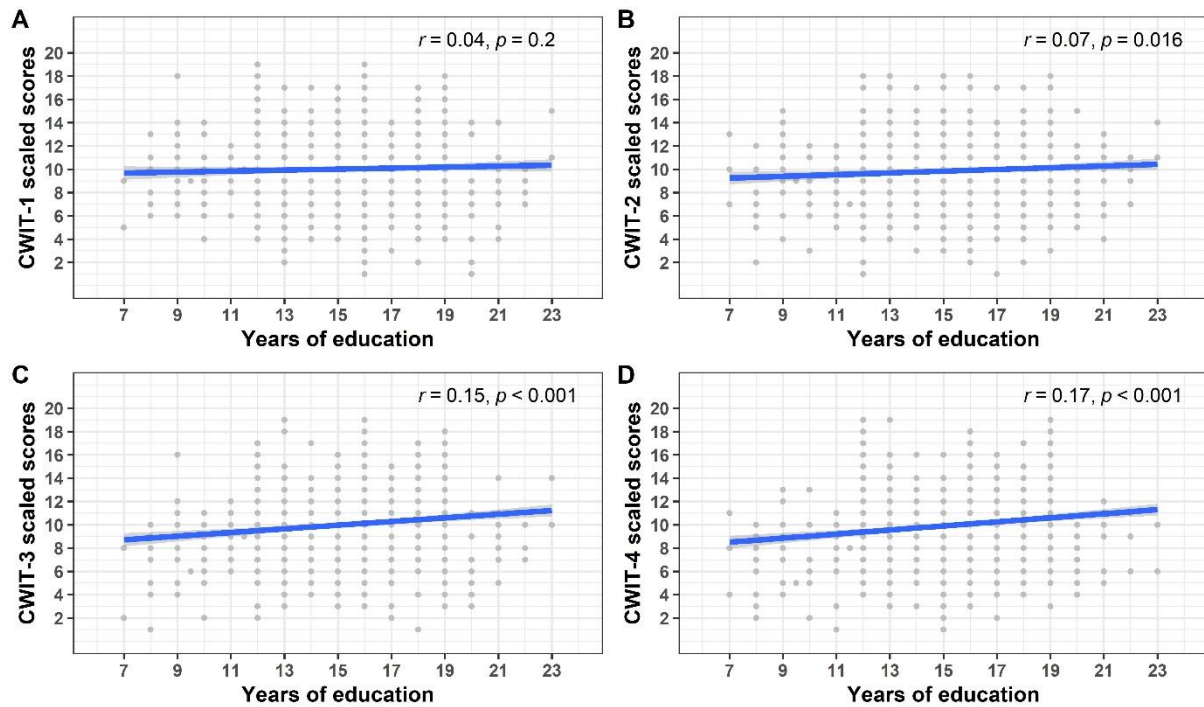 A
r = 0.04, p = 0.2
CWIT-1 scaled scores
20
18
16
14
12
10
8
6
4
2
7 9 11 13 15 17 19 21 23
Years of education
B
r = 0.07, p = 0.016
CWIT-2 scaled scores
20
18
16
14
12
10
8
6
4
2
7 9 11 13 15 17 19 21 23
Years of education
C
r = 0.15, p < 0.001
CWIT-3 scaled scores
20
18
16
14
12
10
8
6
4
2
7 9 11 13 15 17 19 21 23
Years of education
D
r = 0.17, p < 0.001
CWIT-4 scaled scores
20
18
16
14
12
10
8
6
4
2
7 9 11 13 15 17 19 21 23
Years of education